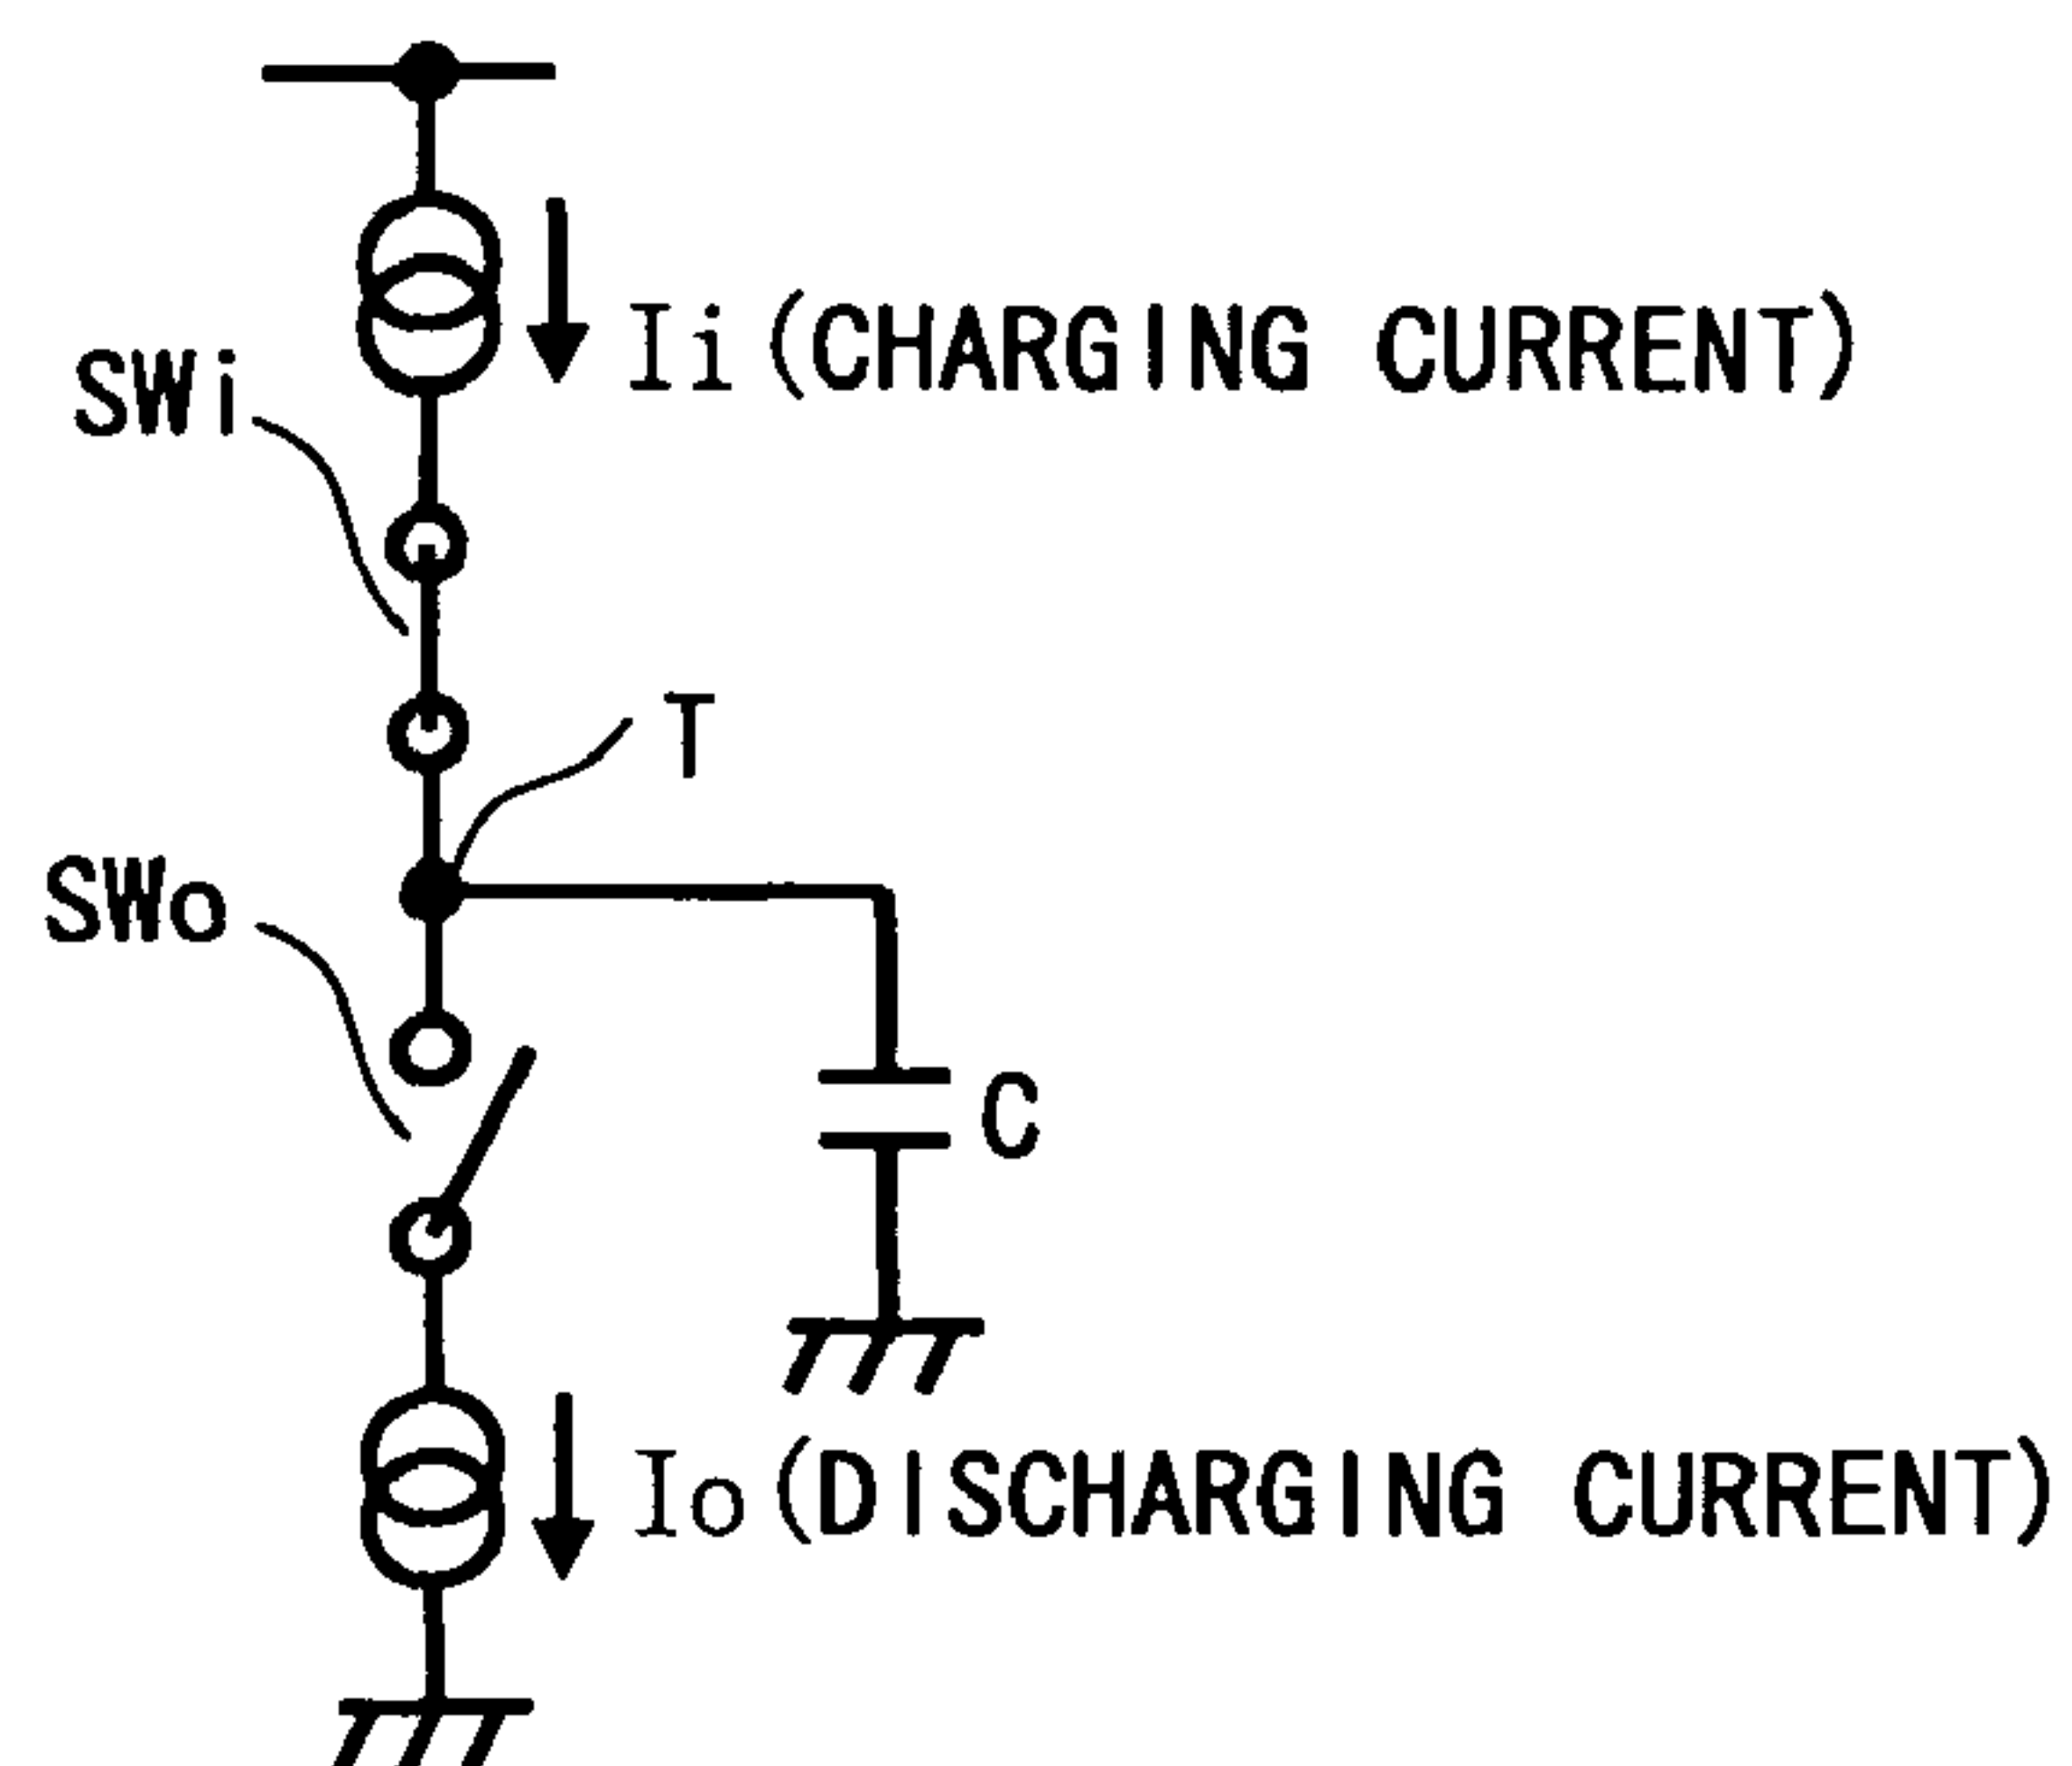 Ii(CHARGING CURRENT)
SWi
T
SWo
C
Io(DISCHARGING CURRENT)